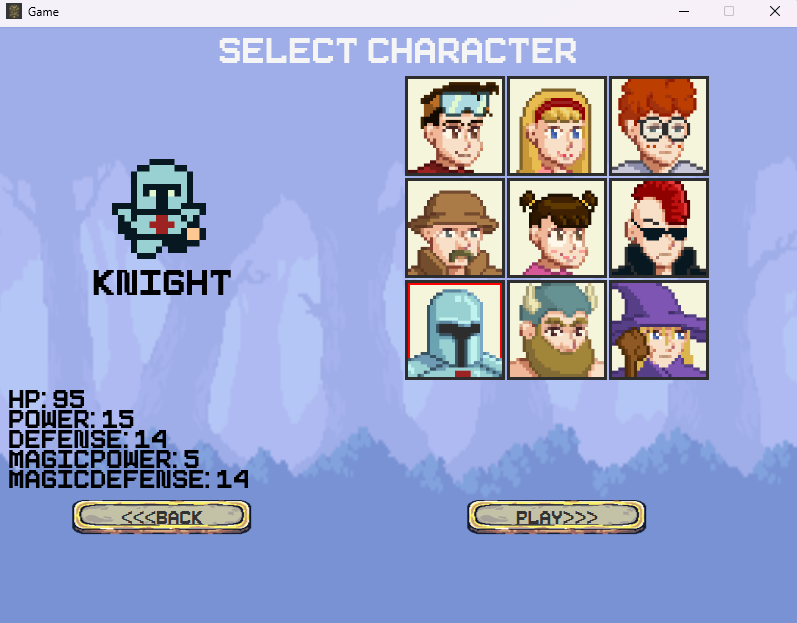 Game
SELECT CHARACTER
KNIGHT
HP: 95
POWER: 15
DEFENSE: 14
MAGICPOWER: 5
MAGICDEFENSE: 14
<<<BACK
PLAY>>>